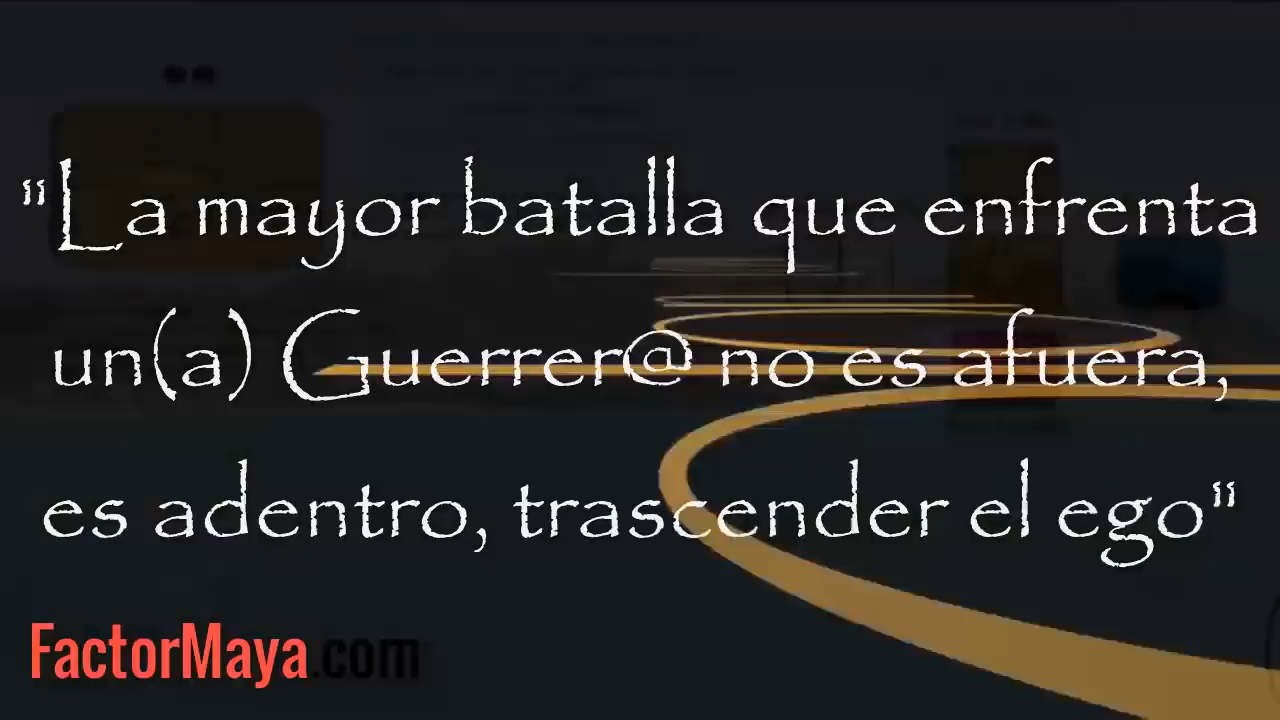 "La mayor batalla que enfrenta
un(a) Guerrer@ no es afuera,
es adentro, trascender el ego"
FactorMaya.com